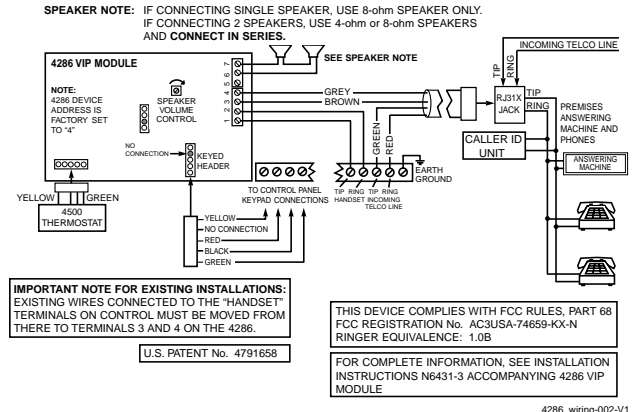 SPEAKER NOTE: IF CONNECTING SINGLE SPEAKER, USE 8-ohm SPEAKER ONLY.
IF CONNECTING 2 SPEAKERS, USE 4-ohm or 8-ohm SPEAKERS
AND CONNECT IN SERIES.
INCOMING TELCO LINE
4286 VIP MODULE
SEE SPEAKER NOTE
NOTE:
4286 DEVICE
ADDRESS IS
FACTORY SET
TO “4”
SPEAKER
VOLUME
CONTROL
7
6
5
4
3
2
1
GREY
BROWN
GREEN
RED
TIP
RING
RJ31X
JACK
TIP
RING
PREMISES
ANSWERING
MACHINE AND
PHONES
CALLER ID
UNIT
ANSWERING
MACHINE
NO
CONNECTION
KEYED
HEADER
EARTH
GROUND
YELLOW
GREEN
4500
THERMOSTAT
TO CONTROL PANEL
KEYPAD CONNECTIONS
TIP RING TIP RING
HANDSET INCOMING
TELCO LINE
YELLOW
NO CONNECTION
RED
BLACK
GREEN
IMPORTANT NOTE FOR EXISTING INSTALLATIONS:
EXISTING WIRES CONNECTED TO THE “HANDSET”
TERMINALS ON CONTROL MUST BE MOVED FROM
THERE TO TERMINALS 3 AND 4 ON THE 4286.
U.S. PATENT No. 4791658
THIS DEVICE COMPLIES WITH FCC RULES, PART 68
FCC REGISTRATION No. AC3USA-74659-KX-N
RINGER EQUIVALENCE: 1.0B
FOR COMPLETE INFORMATION, SEE INSTALLATION
INSTRUCTIONS N6431-3 ACCOMPANYING 4286 VIP
MODULE
4286_wiring-002-V1